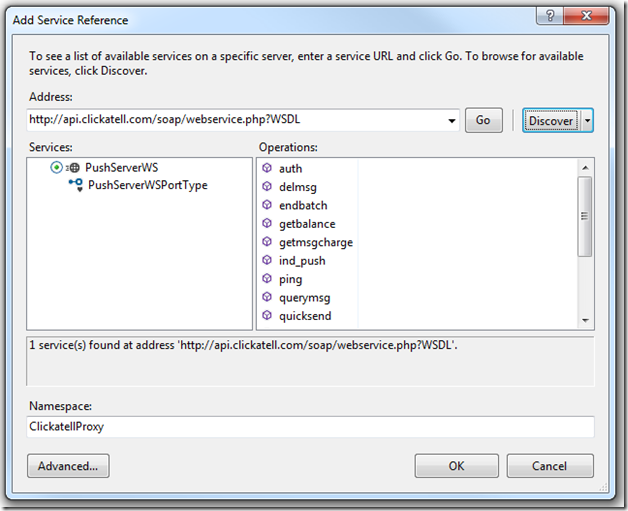 Add Service Reference
To see a list of available services on a specific server, enter a service URL and click Go. To browse for available
services, click Discover.
Address:
http://api.clickatell.com/soap/webservice.php?WSDL
Go
Discover
Services:
Operations:
PushServerWS
PushServerWSPortType
auth
delmsg
endbatch
getbalance
getmsgcharge
ind_push
ping
querymsg
quicksend
1 service(s) found at address 'http://api.clickatell.com/soap/webservice.php?WSDL'.
Namespace:
ClickatellProxy
Advanced...
OK
Cancel